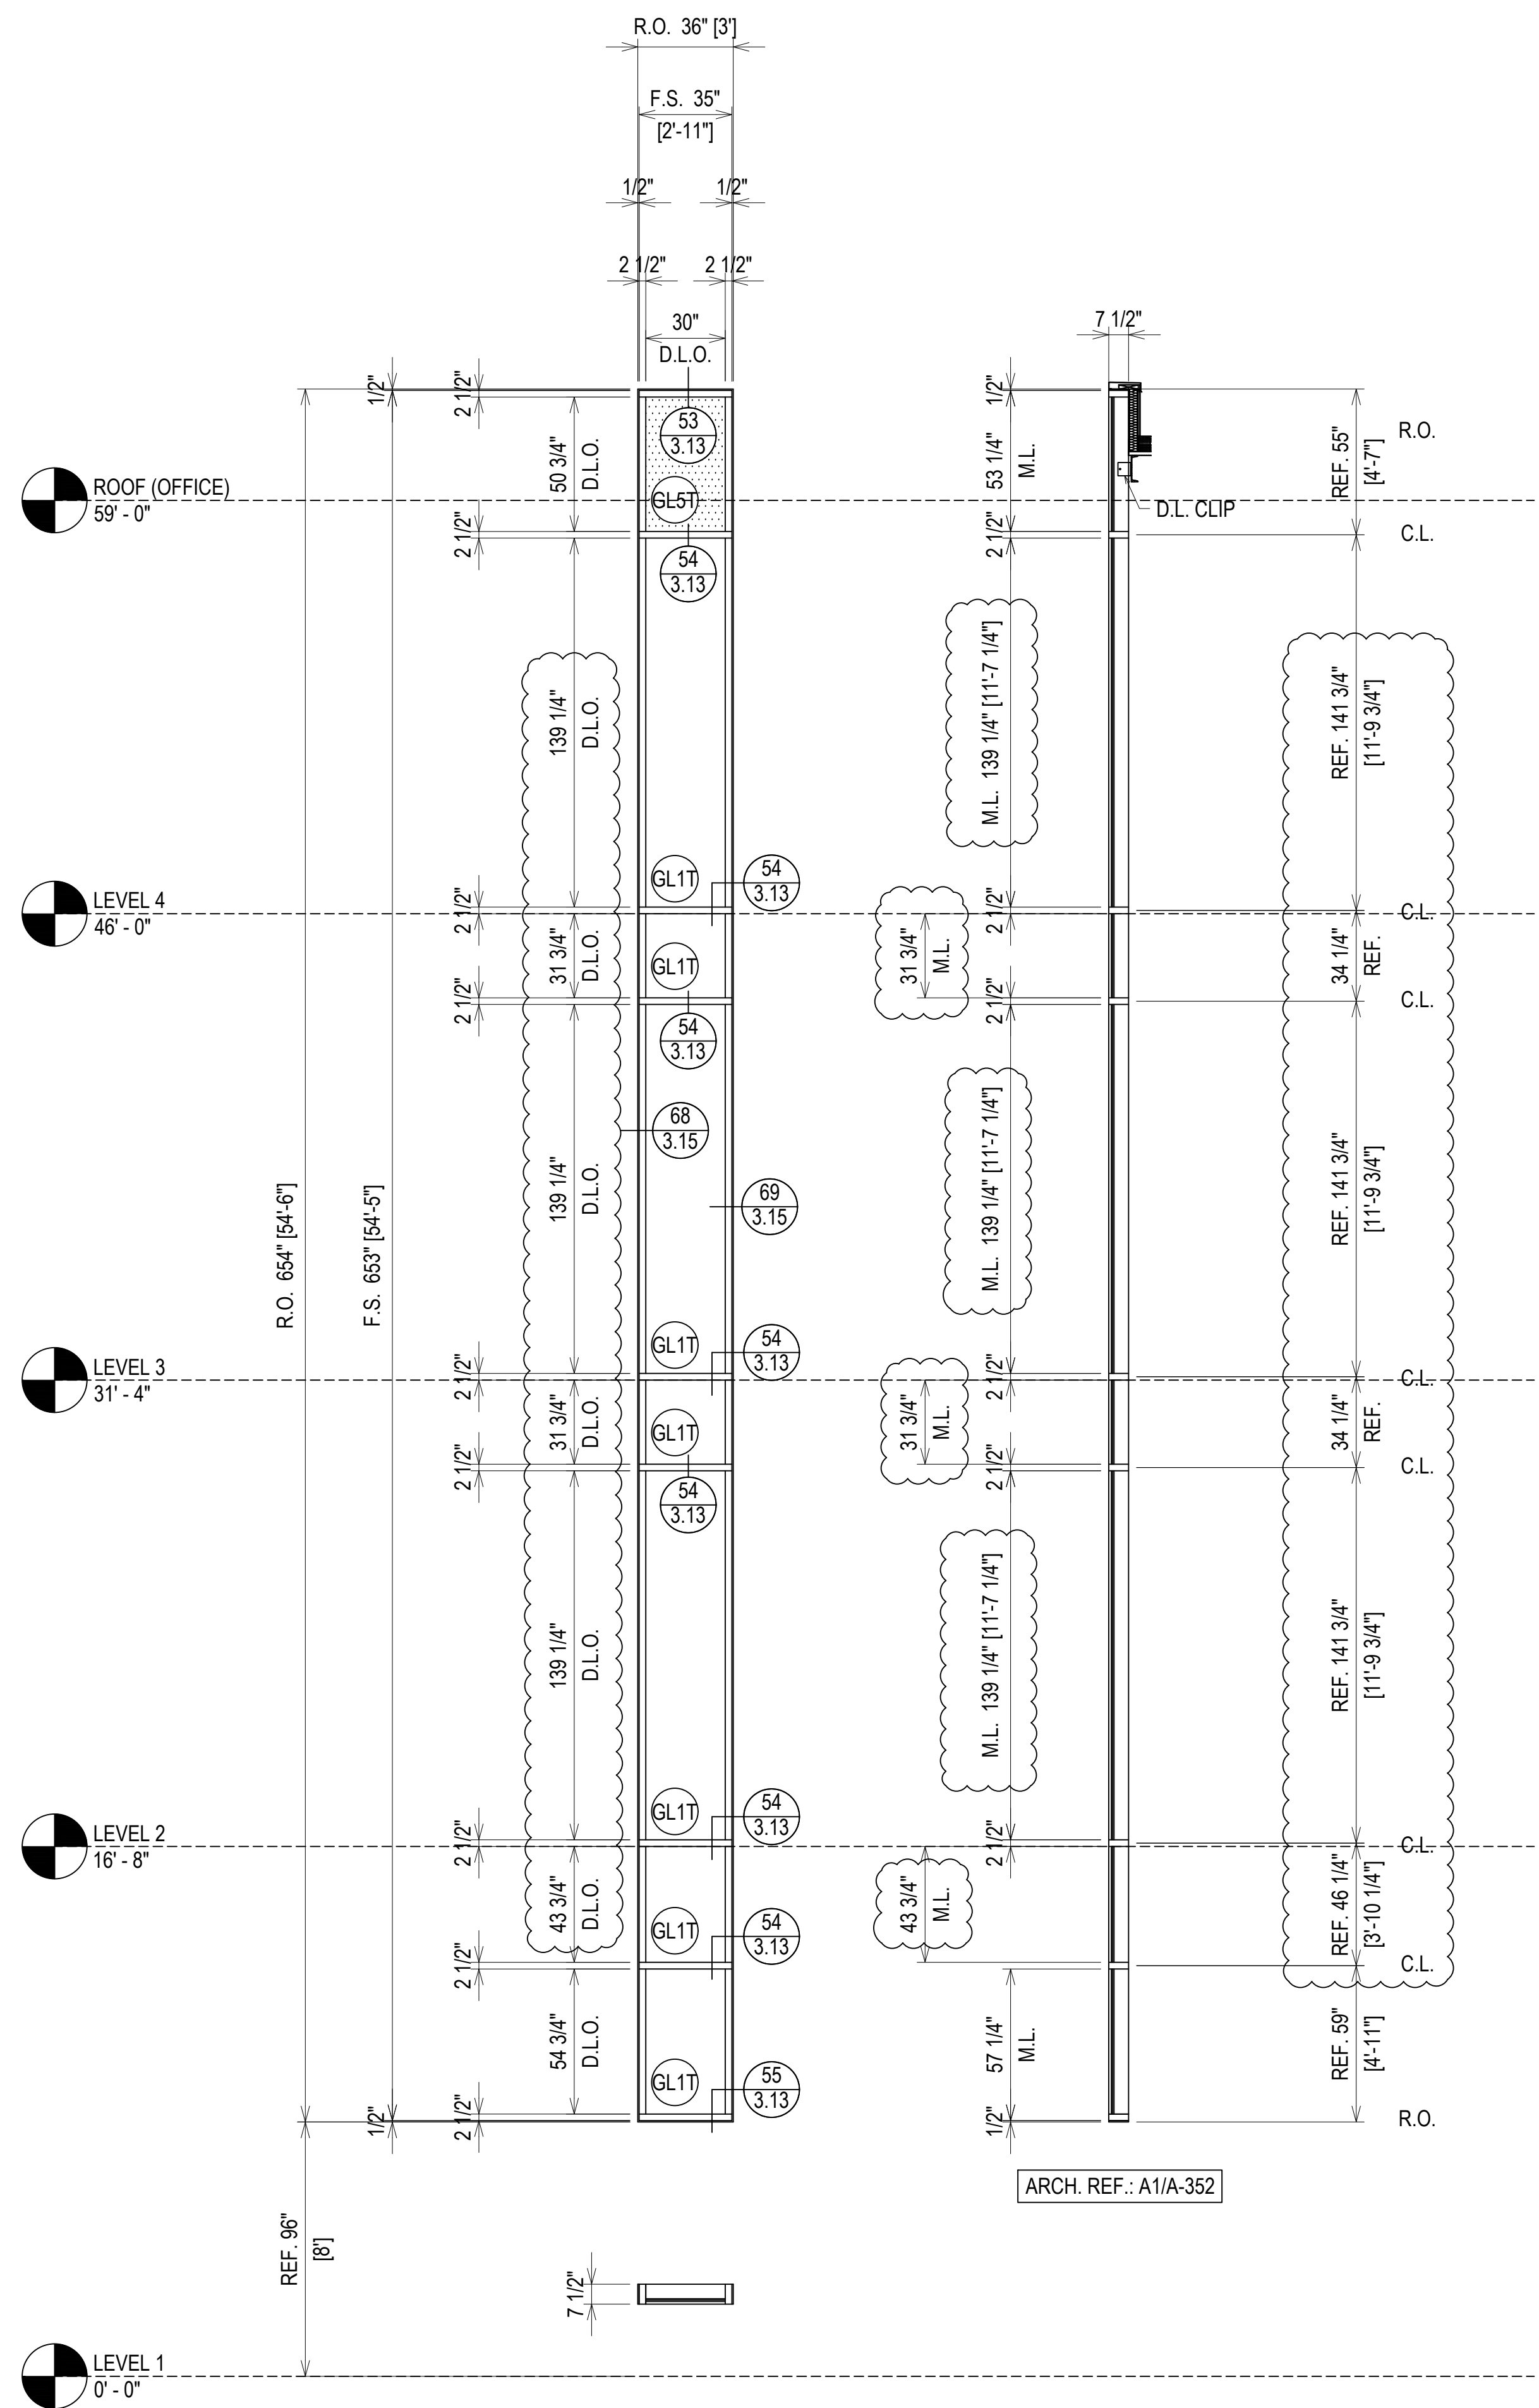 R.O. 36" [3']
F.S. 35"
[2'-11"]
1/2"
1/2"
2 1/2"
2 1/2"
30"
D.L.O.
7 1/2"
1/2"
2 1/2"
50 3/4"
D.L.O.
53
3.13
1/2"
53 1/4"
M.L.
REF. 55"
[4'-7"]
R.O.
ROOF (OFFICE)
59' - 0"
GL5T
D.L. CLIP
2 1/2"
54
3.13
2 1/2"
C.L.
139 1/4"
D.L.O.
M.L. 139 1/4" [11'-7 1/4"]
REF. 141 3/4"
[11'-9 3/4"]
LEVEL 4
46' - 0"
2 1/2"
GL1T
54
3.13
2 1/2"
C.L.
31 3/4"
D.L.O.
GL1T
31 3/4"
M.L.
34 1/4"
REF.
2 1/2"
54
3.13
2 1/2"
C.L.
139 1/4"
D.L.O.
68
3.15
69
3.15
M.L. 139 1/4" [11'-7 1/4"]
REF. 141 3/4"
[11'-9 3/4"]
R.O. 654" [54'-6"]
F.S. 653" [54'-5"]
LEVEL 3
31' - 4"
2 1/2"
GL1T
54
3.13
2 1/2"
C.L.
31 3/4"
D.L.O.
GL1T
31 3/4"
M.L.
34 1/4"
REF.
2 1/2"
54
3.13
2 1/2"
C.L.
139 1/4"
D.L.O.
M.L. 139 1/4" [11'-7 1/4"]
REF. 141 3/4"
[11'-9 3/4"]
LEVEL 2
16' - 8"
2 1/2"
GL1T
54
3.13
2 1/2"
C.L.
43 3/4"
D.L.O.
GL1T
54
3.13
43 3/4"
M.L.
REF. 46 1/4"
[3'-10 1/4"]
2 1/2"
C.L.
54 3/4"
D.L.O.
GL1T
55
3.13
57 1/4"
M.L.
REF. 59"
[4'-11"]
1/2"
2 1/2"
1/2"
R.O.
ARCH. REF.: A1/A-352
REF. 96"
[8']
7 1/2"
LEVEL 1
0' - 0"